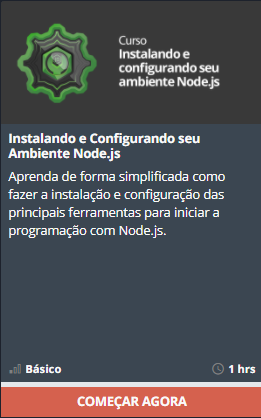 Curso
Instalando e
configurando seu
ambiente Node.js
Instalando e Configurando seu
Ambiente Node.js
Aprenda de forma simplificada como
fazer a instalação e configuração das
principais ferramentas para iniciar a
programação com Node.js.
Básico
1 hrs
COMEÇAR AGORA